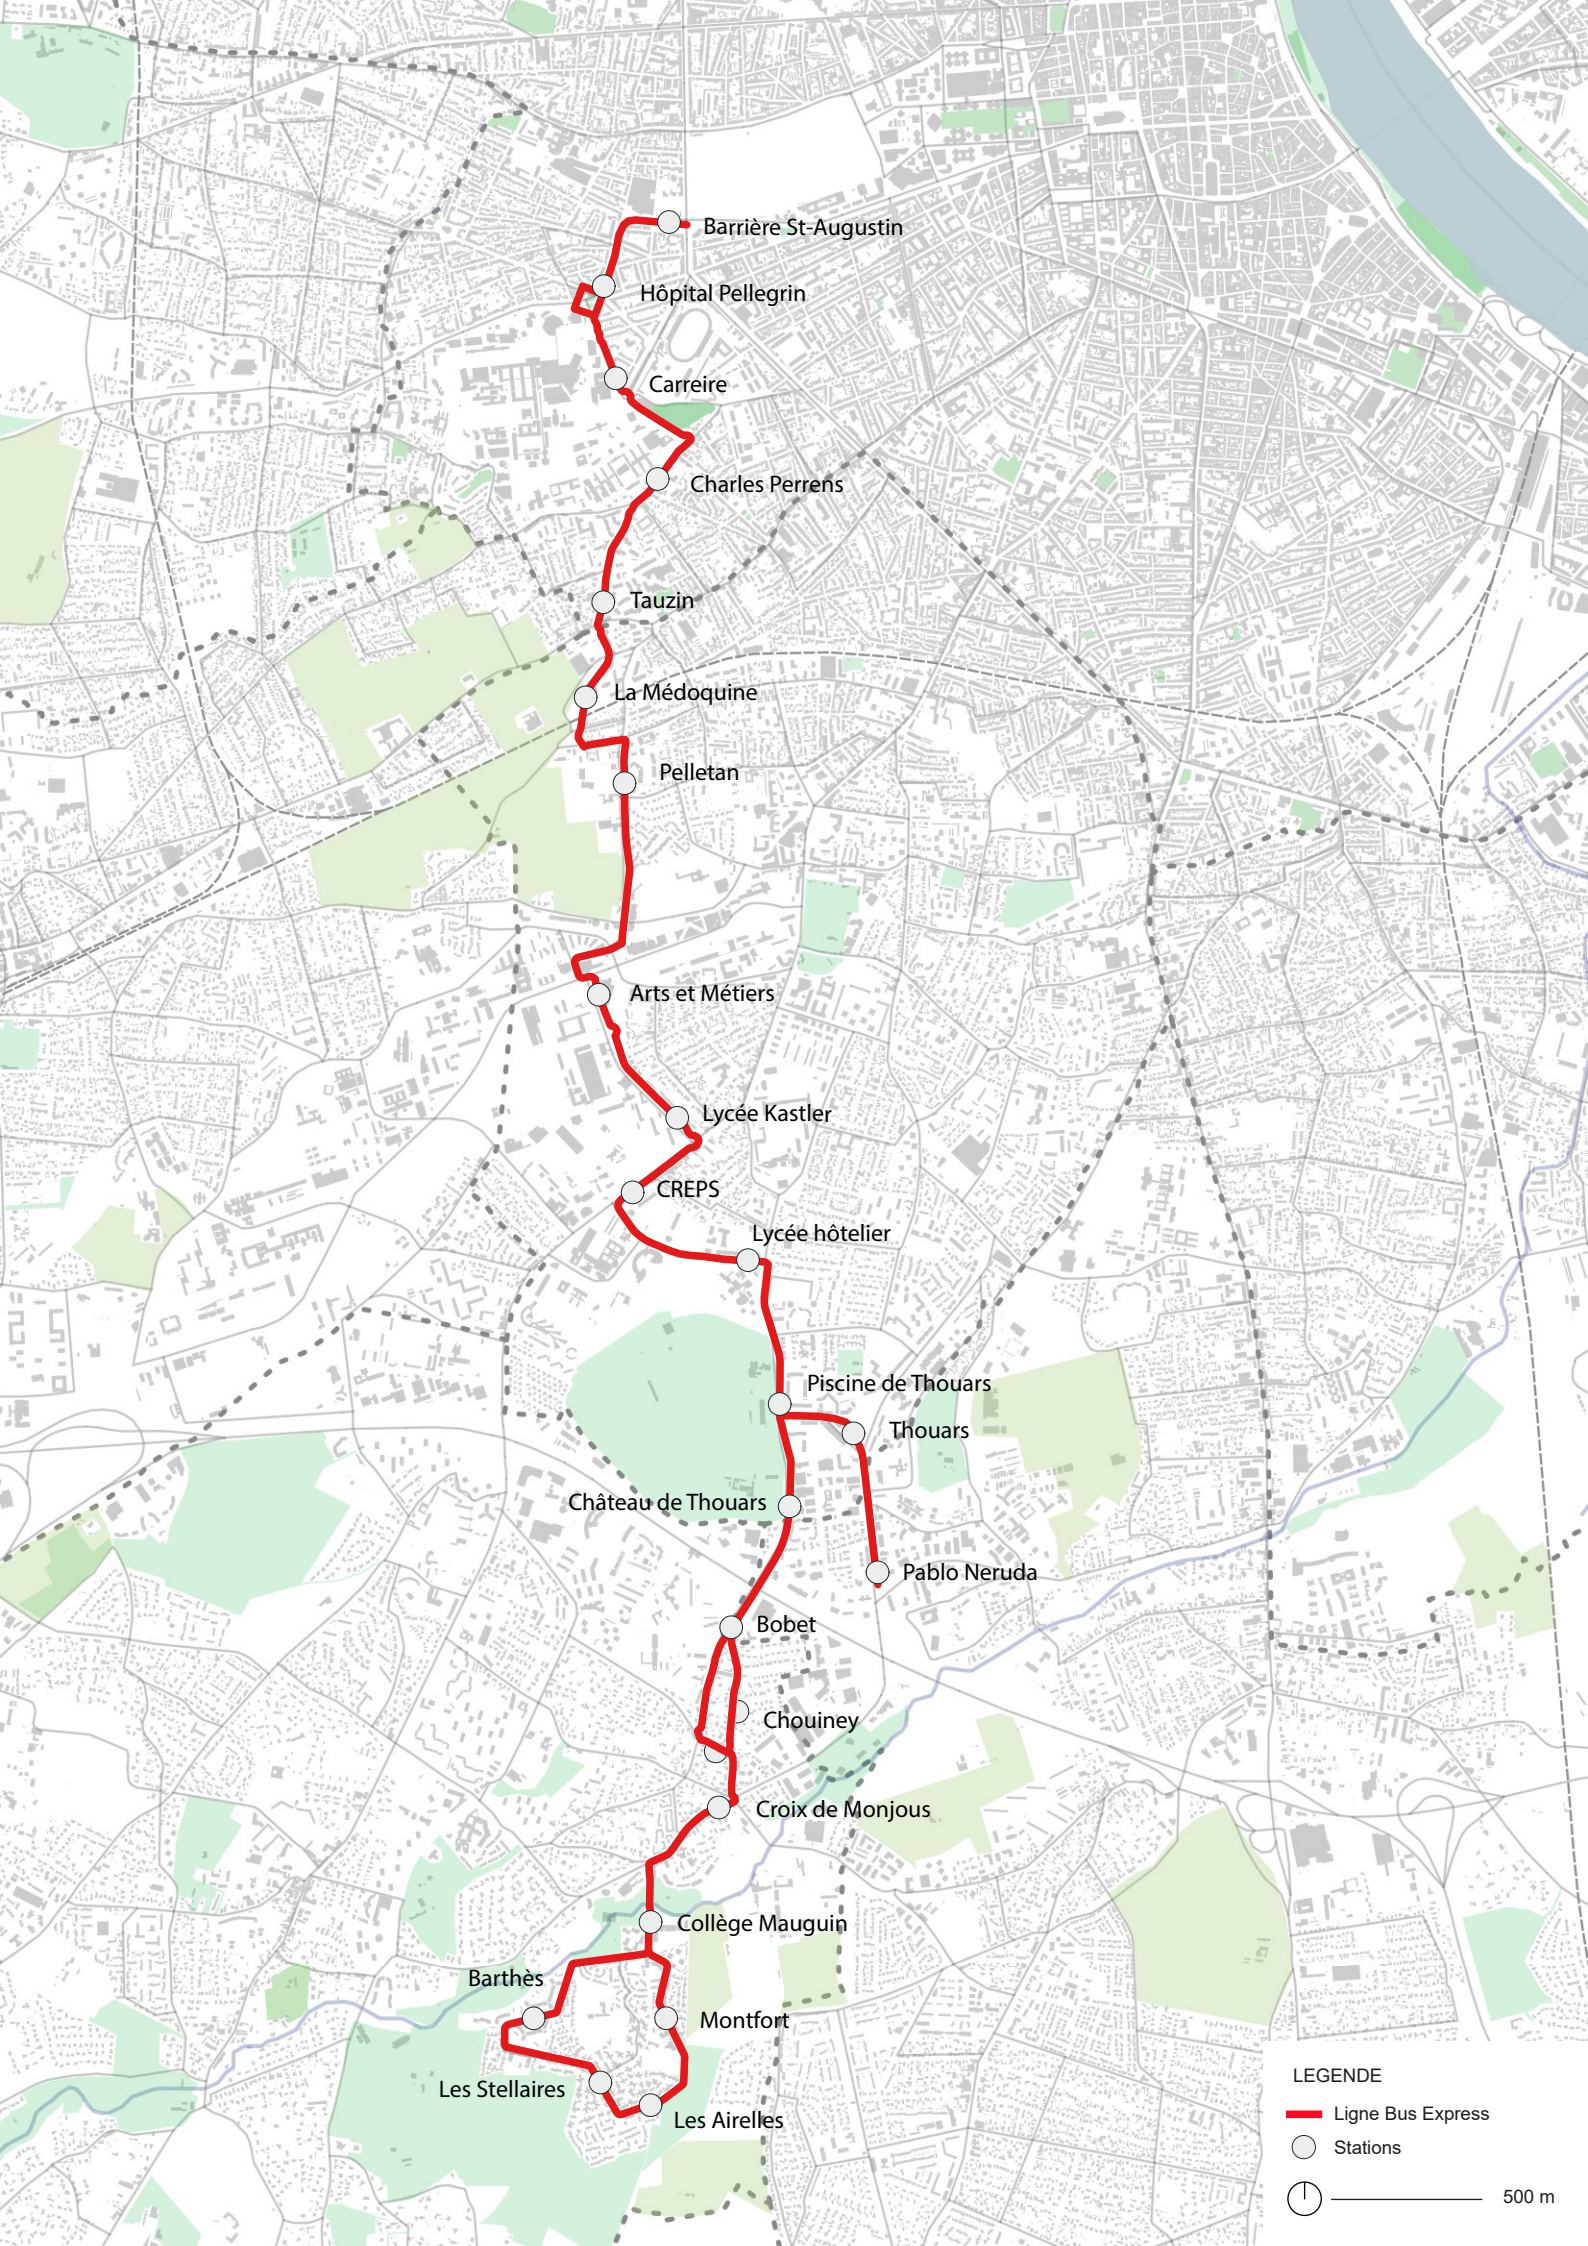 Barrière St-Augustin
Hôpital Pellegrin
Carreire
Charles Perrens
Tauzin
La Médoquine
Pelletan
Arts et Métiers
Lycée Kastler
CREPS
Lycée hôtelier
Piscine de Thouars
Thouars
Château de Thouars
Pablo Neruda
Bobet
Chouiney
Croix de Monjous
Collège Mauguin
Barthès
Montfort
Les Stellaires
Les Airelles
LEGENDE
Ligne Bus Express
Stations
500 m